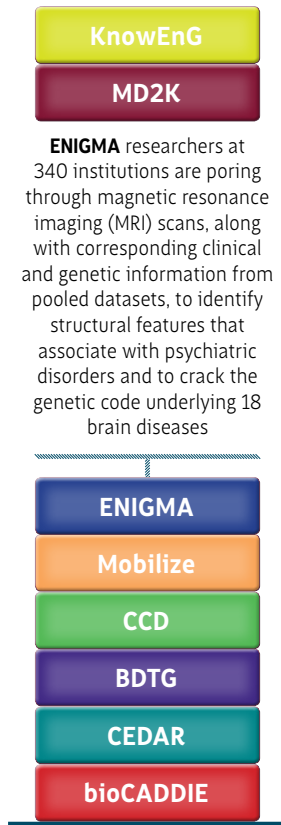 KnowEnG
MD2K
ENIGMA researchers at
340 institutions are poring
through magnetic resonance
imaging (MRI) scans, along
with corresponding clinical
and genetic information from
pooled datasets, to identify
structural features that
associate with psychiatric
disorders and to crack the
genetic code underlying 18
brain diseases
ENIGMA
Mobilize
CCD
BDTG
CEDAR
bioCADDIE